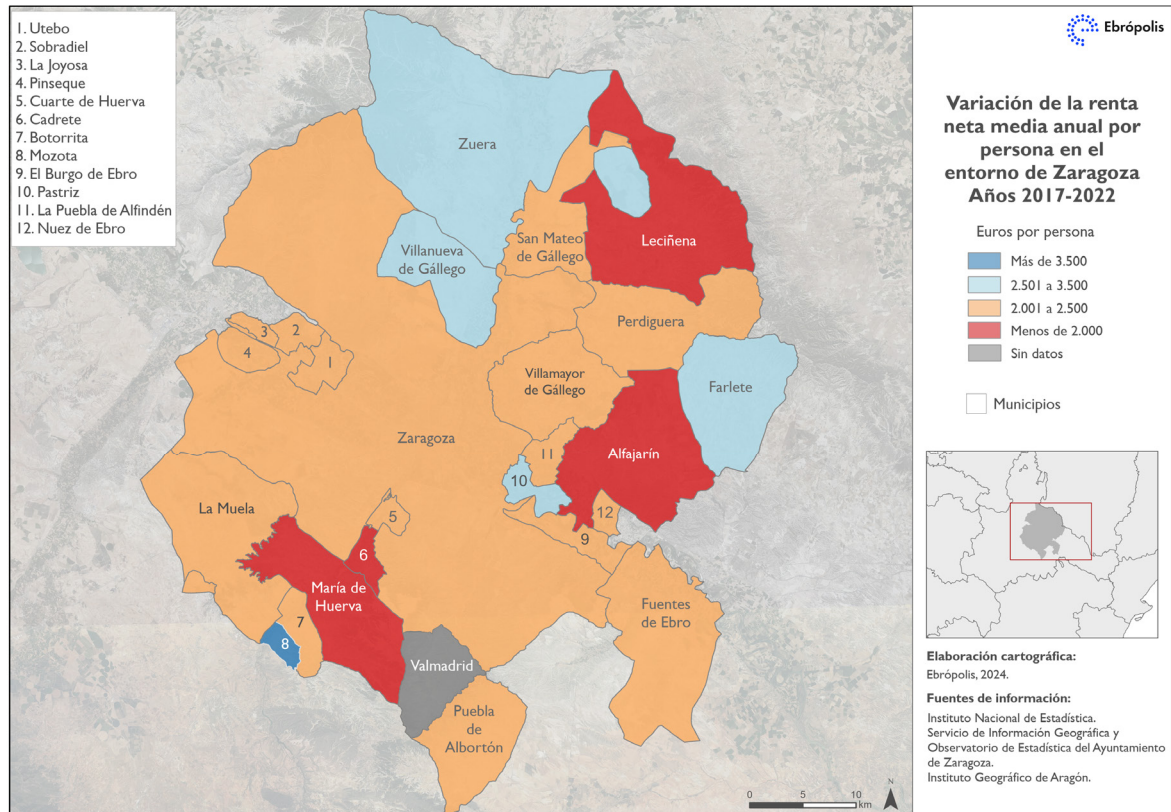 1. Utebo
2. Sobradiel
3. La Joyosa
4. Pinseque
5. Cuarte de Huerva
6. Cadrete
7. Botorrita
8. Mozota
9. El Burgo de Ebro
10. Pastriz
11. La Puebla de Alfindén
12. Nuez de Ebro
Zuera
Villanueva
de Gállego
San Mateo
de Gállego
Leciñena
Perdiguera
3
2
4
1
Villamayor
de Gállego
Farlete
Zaragoza
Alfajarín
11
10
12
9
La Muela
5
6
María de
Huerva
7
8
Fuentes
de Ebro
Valmadrid
Puebla
de
Albortón
0
5
10
km
N
Ebrópolis
Variación de la renta
neta media anual por
persona en el
entorno de Zaragoza
Años 2017-2022
Euros por persona
Más de 3.500
2.501 a 3.500
2.001 a 2.500
Menos de 2.000
Sin datos
Municipios
Elaboración cartográfica:
Ebrópolis, 2024.
Fuentes de información:
Instituto Nacional de Estadística.
Servicio de Información Geográfica y
Observatorio de Estadística del Ayuntamiento
de Zaragoza.
Instituto Geográfico de Aragón.